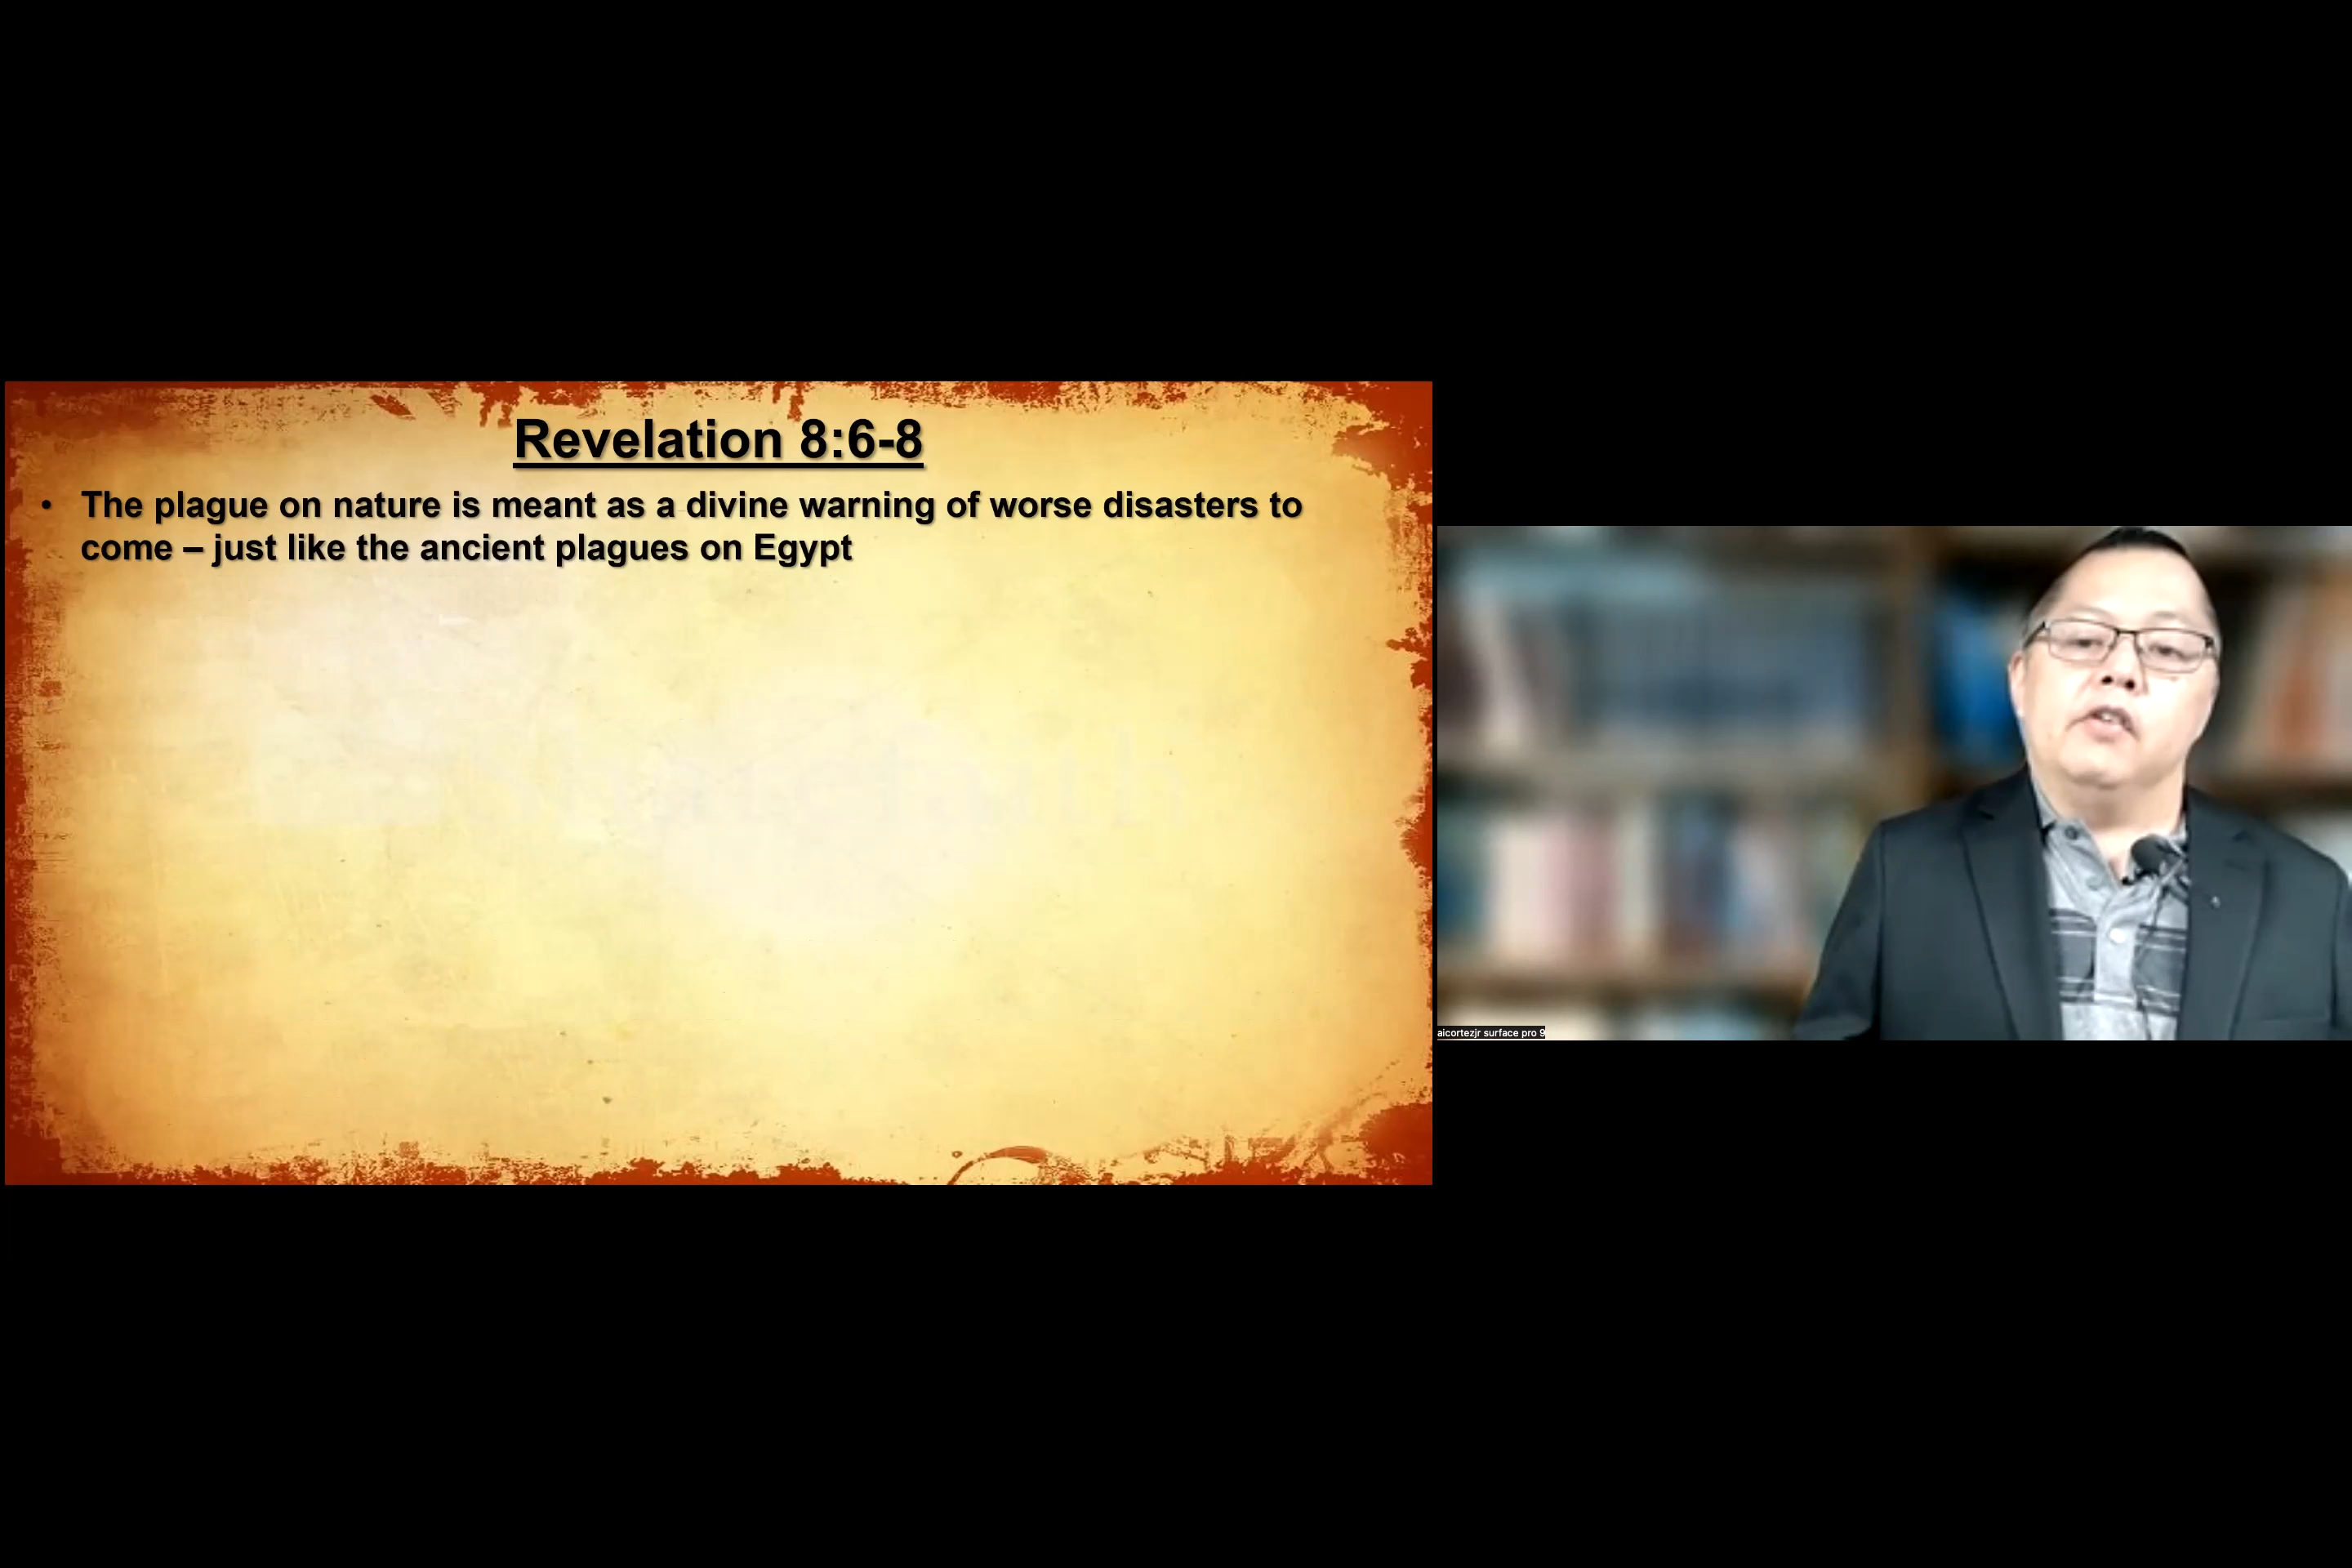 Revelation 8:6-8
• The plague on nature is meant as a divine warning of worse disasters to
come – just like the ancient plagues on Egypt
aicortezjr surface pro 9